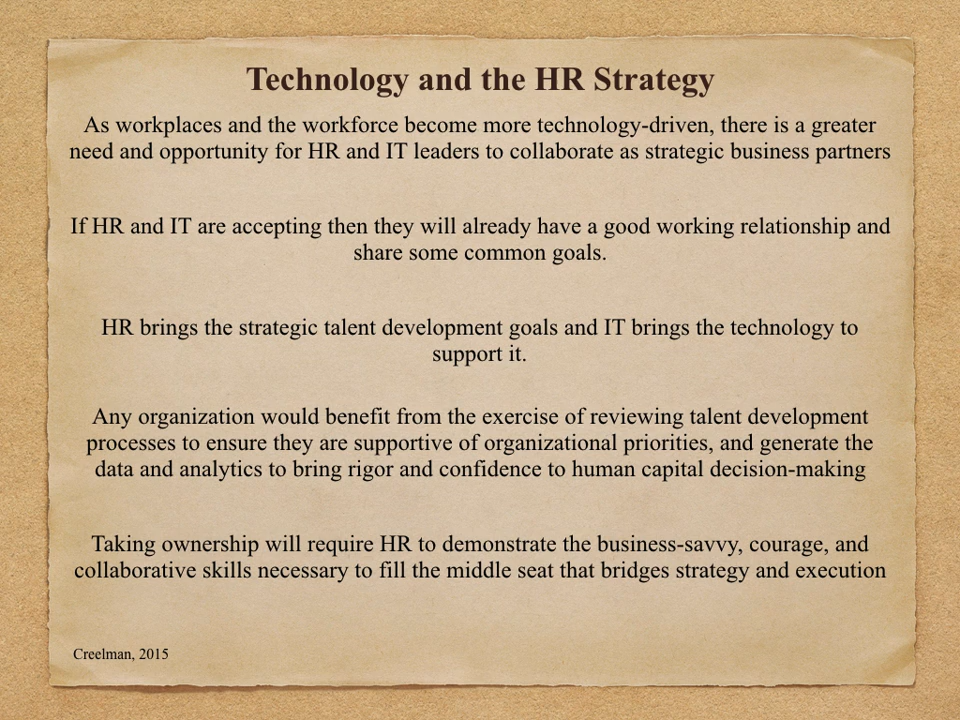 Technology and the HR Strategy
As workplaces and the workforce become more technology-driven, there is a greater
need and opportunity for HR and IT leaders to collaborate as strategic business partners
If HR and IT are accepting then they will already have a good working relationship and
share some common goals.
HR brings the strategic talent development goals and IT brings the technology to
support it.
Any organization would benefit from the exercise of reviewing talent development
processes to ensure they are supportive of organizational priorities, and generate the
data and analytics to bring rigor and confidence to human capital decision-making
Taking ownership will require HR to demonstrate the business-savvy, courage, and
collaborative skills necessary to fill the middle seat that bridges strategy and execution
Creelman, 2015